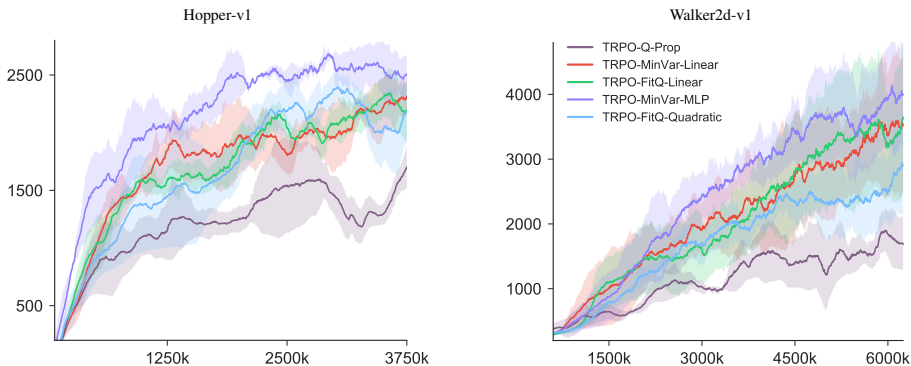 Hopper-v1
2500
1500
500
1250k 2500k 3750k
Walker2d-v1
TRPO-Q-Prop
TRPO-MinVar-Linear
TRPO-FitQ-Linear
TRPO-MinVar-MLP
TRPO-FitQ-Quadratic
4000
3000
2000
1000
1500k 3000k 4500k 6000k